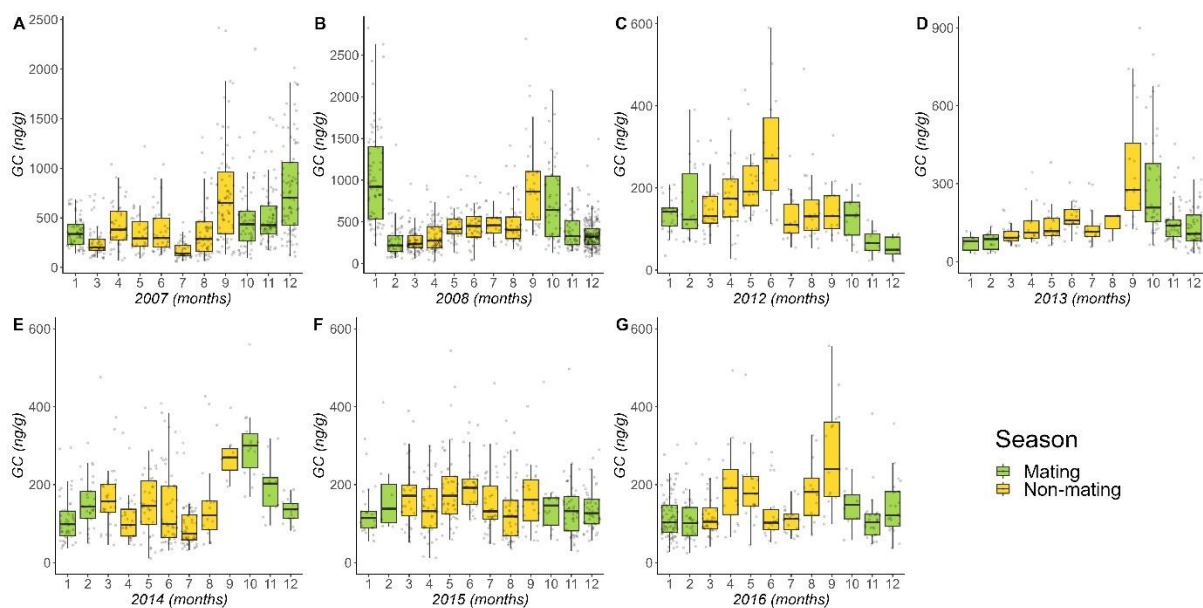 A
2500
2000
1500
1000
500
0
GC (ng/g)
1 3 4 5 6 7 8 9 10 11 12
2007 (months)
B
2500
2000
1500
1000
500
0
GC (ng/g)
1 2 3 4 5 6 7 8 9 10 11 12
2008 (months)
C
600
400
200
0
GC (ng/g)
1 2 3 4 5 6 7 8 9 10 11 12
2012 (months)
D
900
600
300
0
GC (ng/g)
1 2 3 4 5 6 7 8 9 10 11 12
2013 (months)
E
600
400
200
0
GC (ng/g)
1 2 3 4 5 6 7 8 9 10 11 12
2014 (months)
F
600
400
200
0
GC (ng/g)
1 2 3 4 5 6 7 8 9 10 11 12
2015 (months)
G
600
400
200
0
GC (ng/g)
1 2 3 4 5 6 7 8 9 10 11 12
2016 (months)
Season
Mating
Non-mating